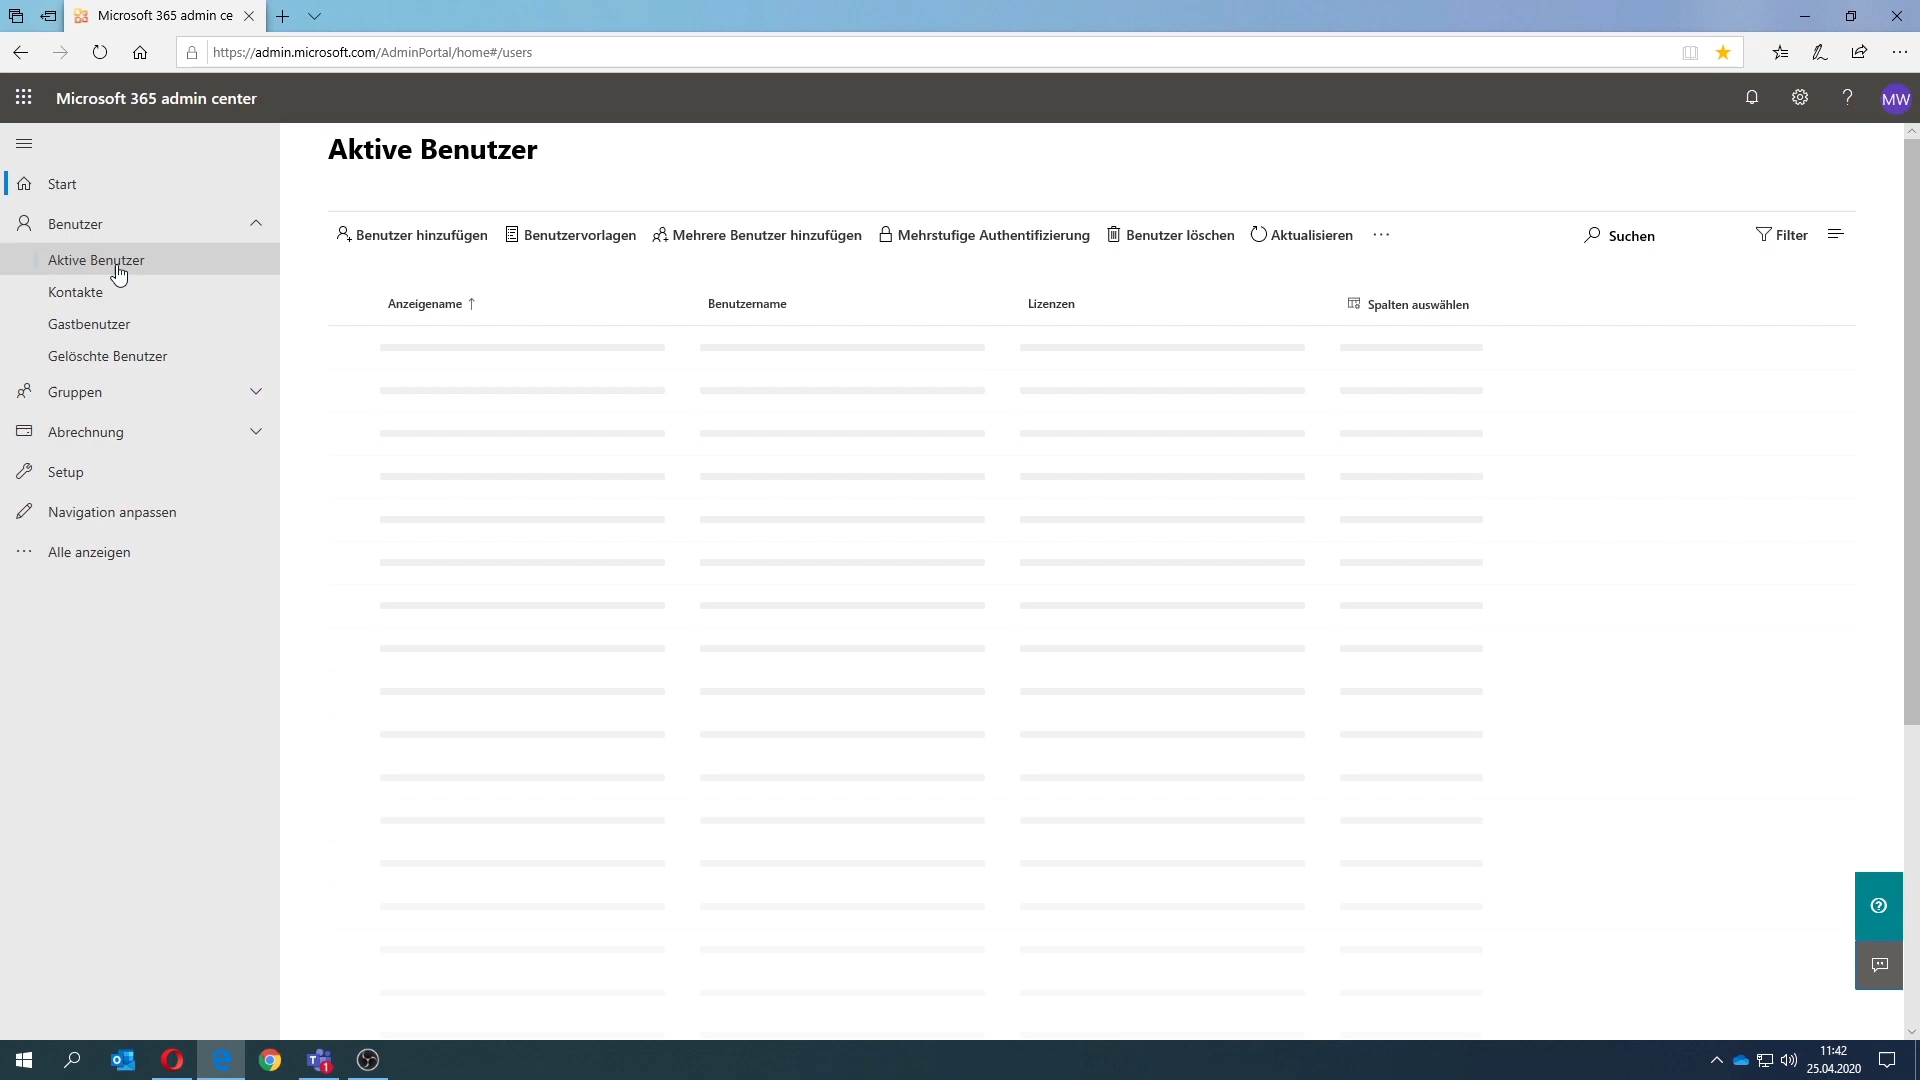 Microsoft 365 admin ce
https://admin.microsoft.com/AdminPortal/home#/users
Microsoft 365 admin center
MW
Start
Benutzer
Aktive Benutzer
Kontakte
Gastbenutzer
Gelöschte Benutzer
Gruppen
Abrechnung
Setup
Navigation anpassen
Alle anzeigen
Aktive Benutzer
Benutzer hinzufügen Benutzervorlagen Mehrere Benutzer hinzufügen Mehrstufige Authentifizierung Benutzer löschen Aktualisieren Suchen Filter
Anzeigename ↑ Benutzername Lizenzen Spalten auswählen
1
11:42
25.04.2020